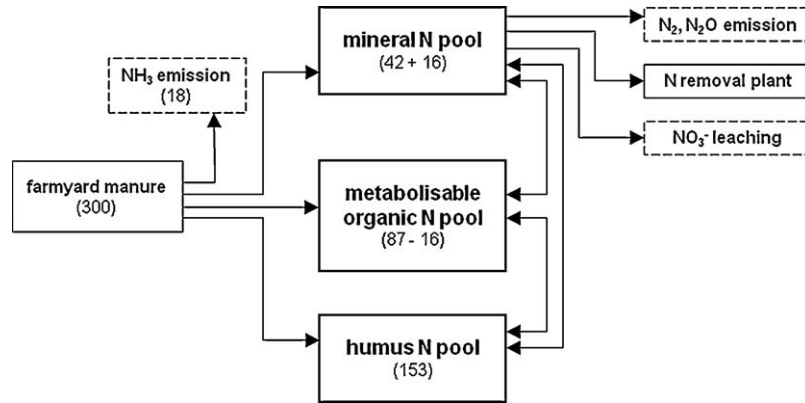 mineral N pool
(42 + 16)
N₂, N₂O emission
NH₃ emission
(18)
N removal plant
NO₃⁻ leaching
farmyard manure
(300)
metabolisable
organic N pool
(87 - 16)
humus N pool
(153)